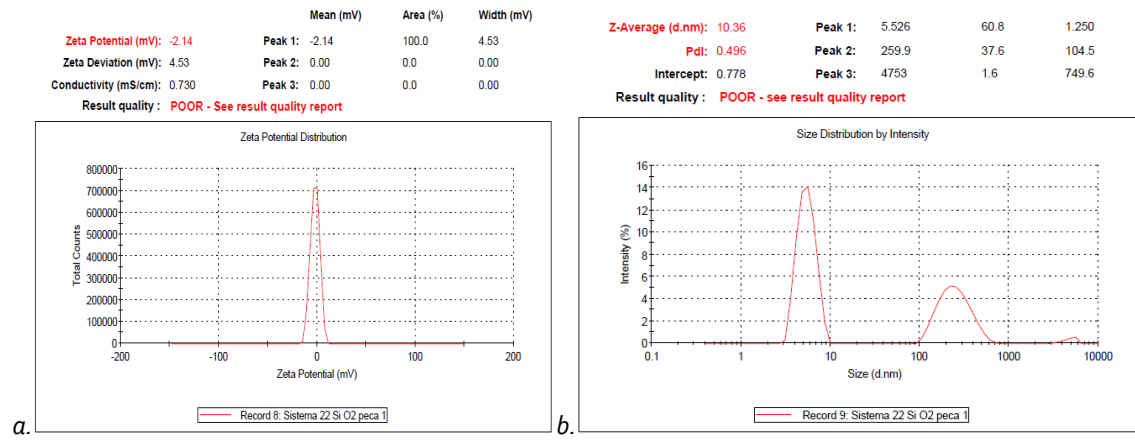 Mean (mV) Area (%) Width (mV)
Zeta Potential (mV): -2.14 Peak 1: -2.14 100.0 4.53
Zeta Deviation (mV): 4.53 Peak 2: 0.00 0.0 0.00
Conductivity (mS/cm): 0.730 Peak 3: 0.00 0.0 0.00
Result quality : POOR - See result quality report
Zeta Potential Distribution
800000
700000
600000
500000
400000
300000
200000
100000
0
Total Counts
-200 -100 0 100 200
Zeta Potential (mV)
Record 8: Sistema 22 Si O2 peca 1
a.
Z-Average (d.nm): 10.36 Peak 1: 5.526 60.8 1.250
PdI: 0.496 Peak 2: 259.9 37.6 104.5
Intercept: 0.778 Peak 3: 4753 1.6 749.6
Result quality : POOR - see result quality report
Size Distribution by Intensity
16
14
12
10
8
6
4
2
0
Intensity (%)
0.1 1 10 100 1000 10000
Size (d.nm)
Record 9: Sistema 22 Si O2 peca 1
b.